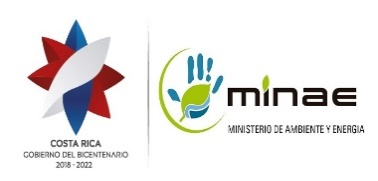 COSTA RICA
GOBIERNO DEL BICENTENARIO
2018 - 2022
minae
MINISTERIO DE AMBIENTE Y ENERGIA